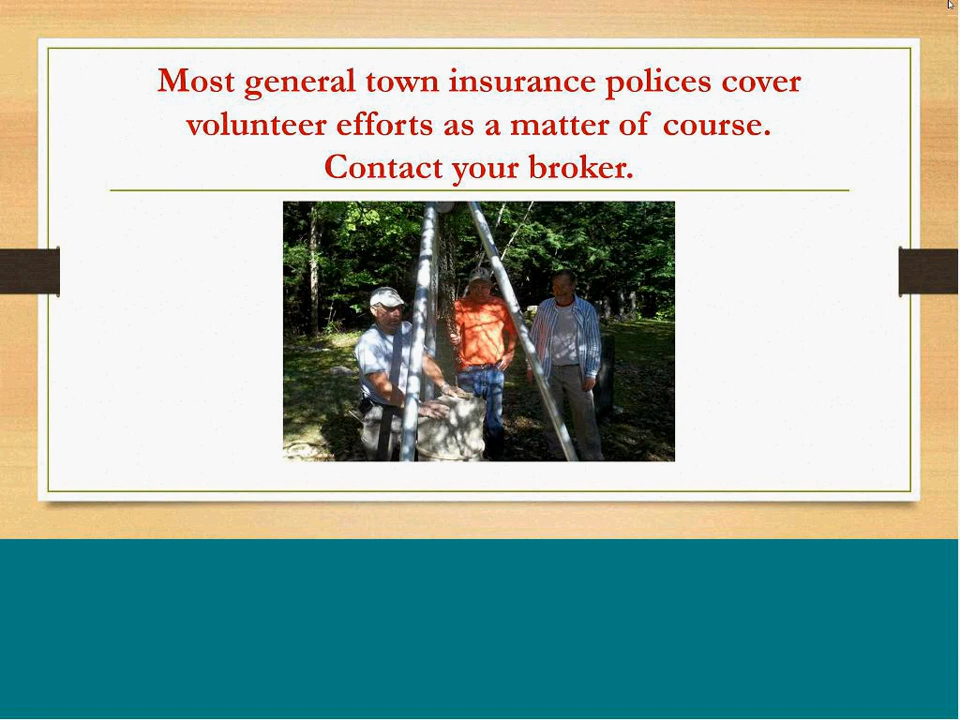 Most general town insurance polices cover
volunteer efforts as a matter of course.
Contact your broker.